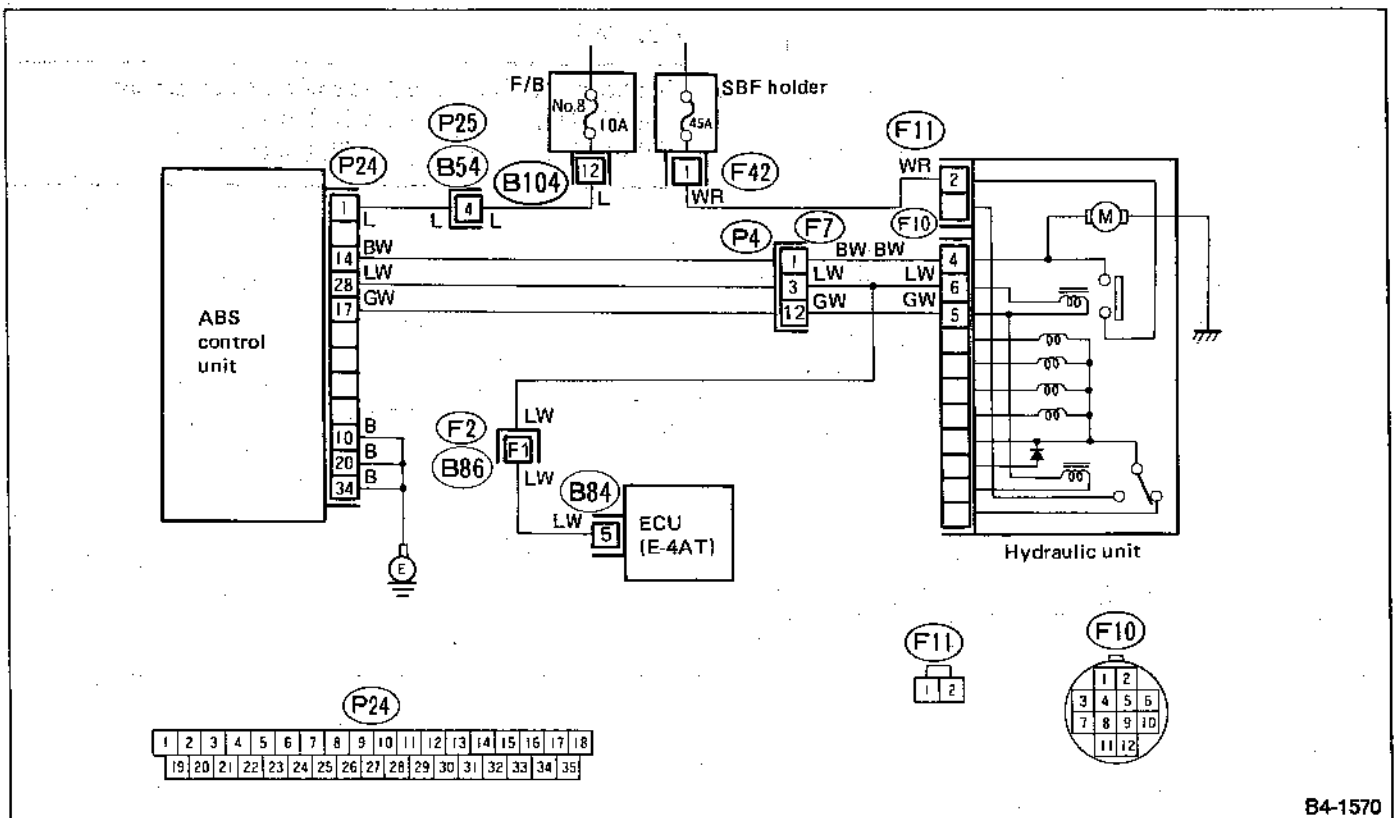 F/B
No.8
10A
SBF holder
45A
P25
B54
B104
12
L
1
F42
WR
F11
WR
2
P24
1
L
L
4
L
F10
P4
F7
14
BW
1
BW
BW
4
28
LW
3
LW
LW
6
17
GW
12
GW
GW
5
M
ABS
control
unit
10
B
20
B
34
B
E
LW
F2
F1
B86
LW
B84
LW
5
ECU
(E-4AT)
Hydraulic unit
F11
1 2
F10
1 2
3 4 5 6
7 8 9 10
11 12
P24
1 2 3 4 5 6 7 8 9 10 11 12 13 14 15 16 17 18
19 20 21 22 23 24 25 26 27 28 29 30 31 32 33 34 35
B4-1570